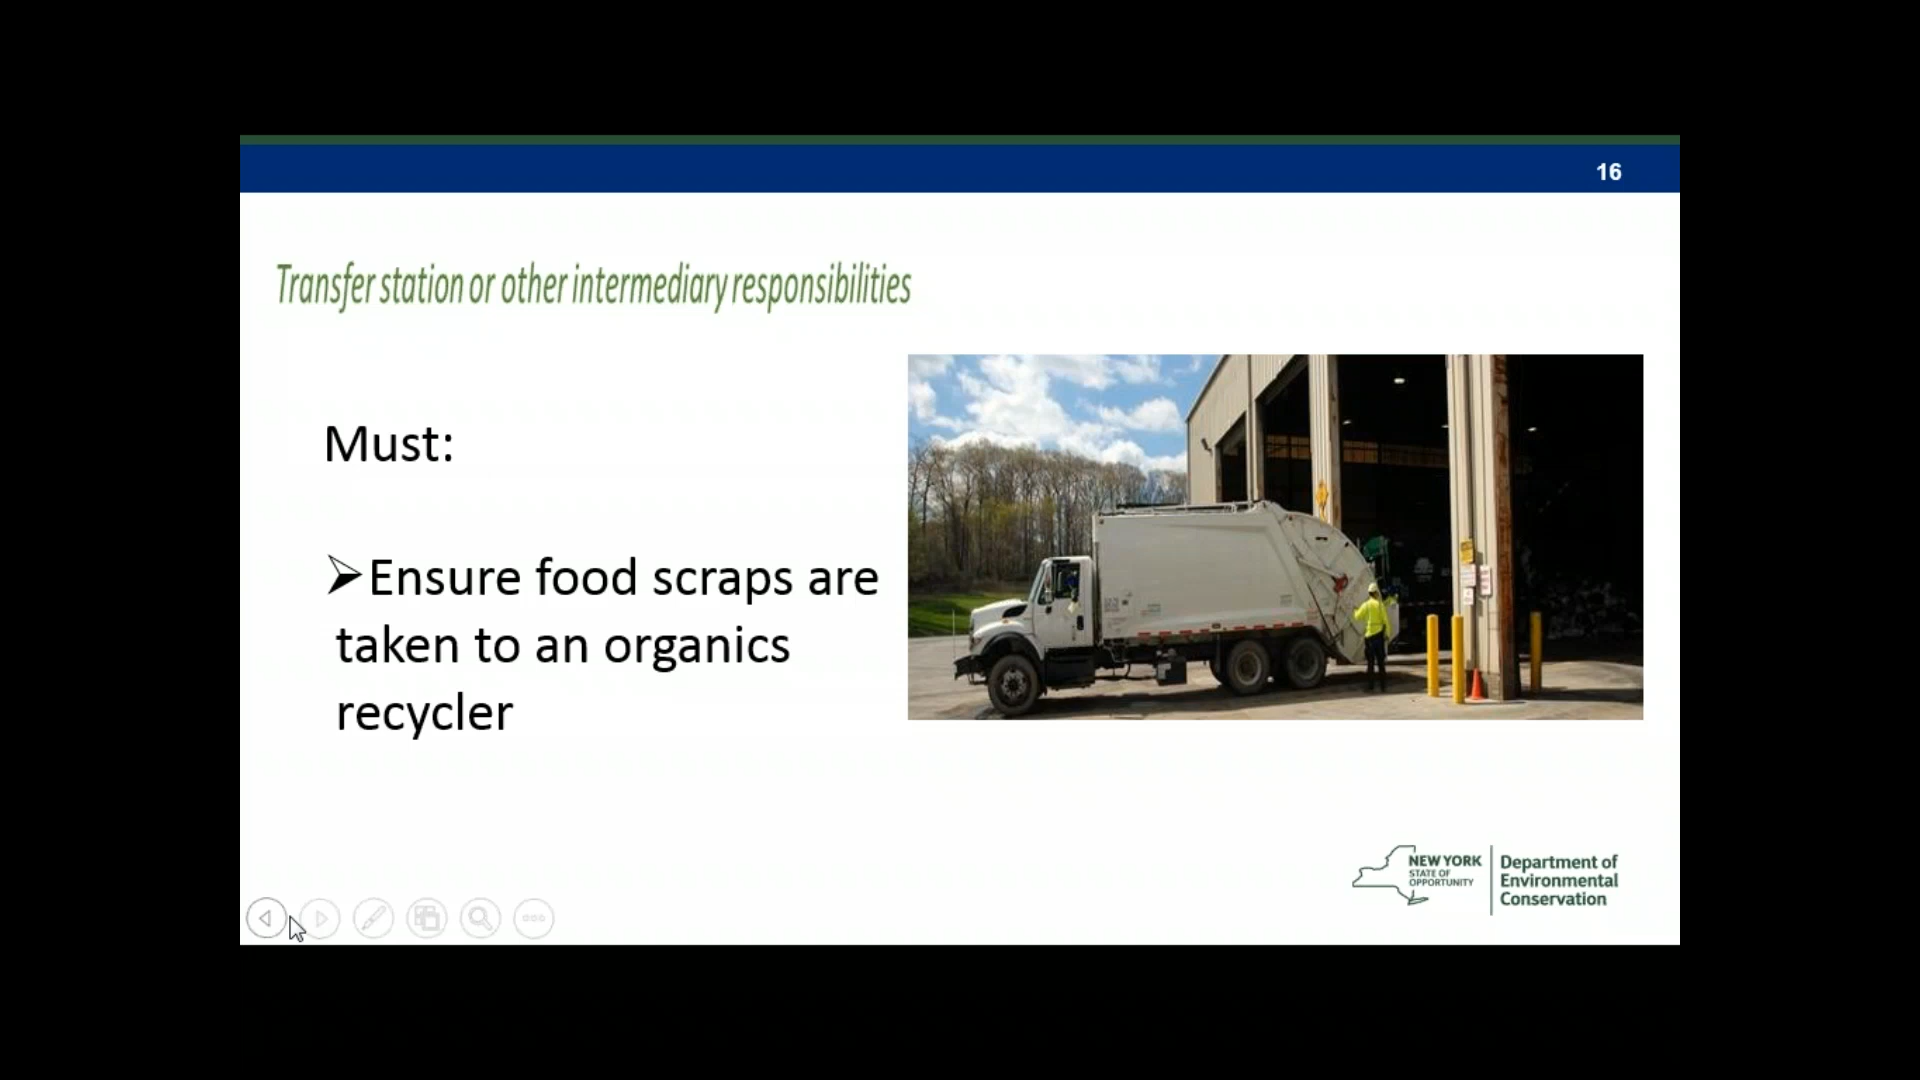 16
Transfer station or other intermediary responsibilities
Must:
➢Ensure food scraps are
taken to an organics
recycler
NEW YORK
STATE OF
OPPORTUNITY
Department of
Environmental
Conservation